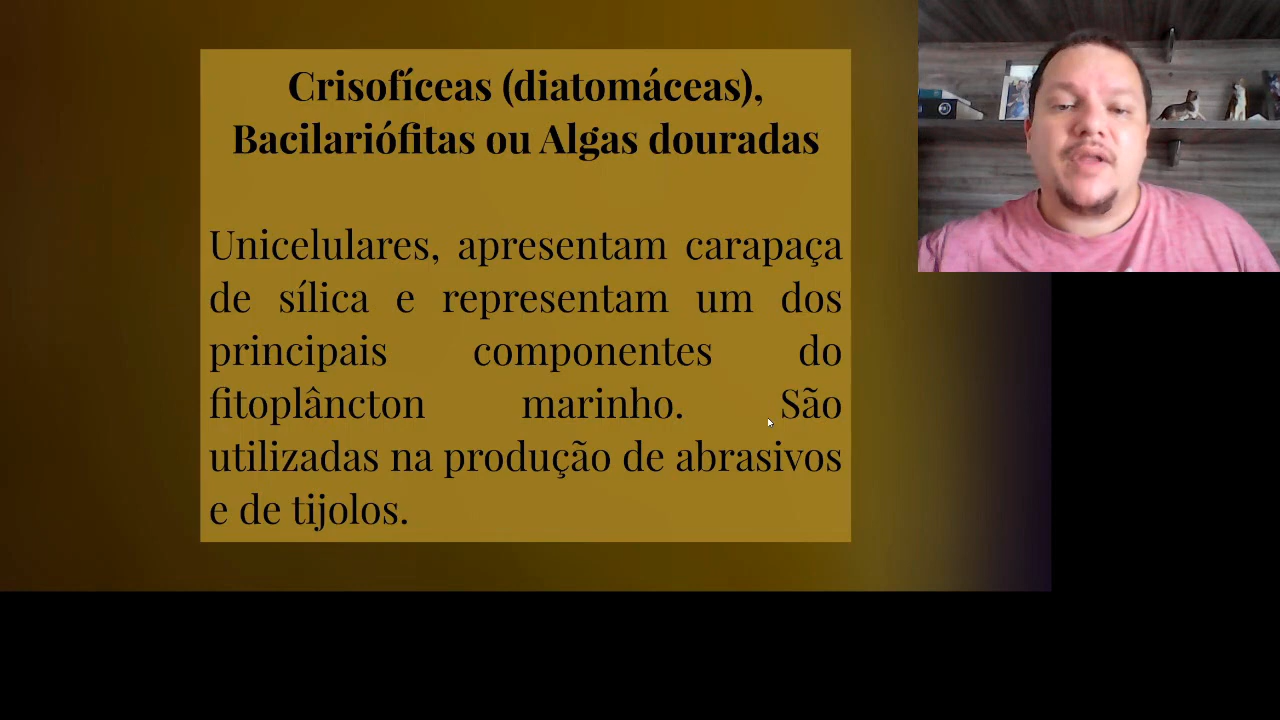 Crisofíceas (diatomáceas),
Bacilariófitas ou Algas douradas
Unicelulares, apresentam carapaça
de sílica e representam um dos
principais componentes do
fitoplâncton marinho. São
utilizadas na produção de abrasivos
e de tijolos.